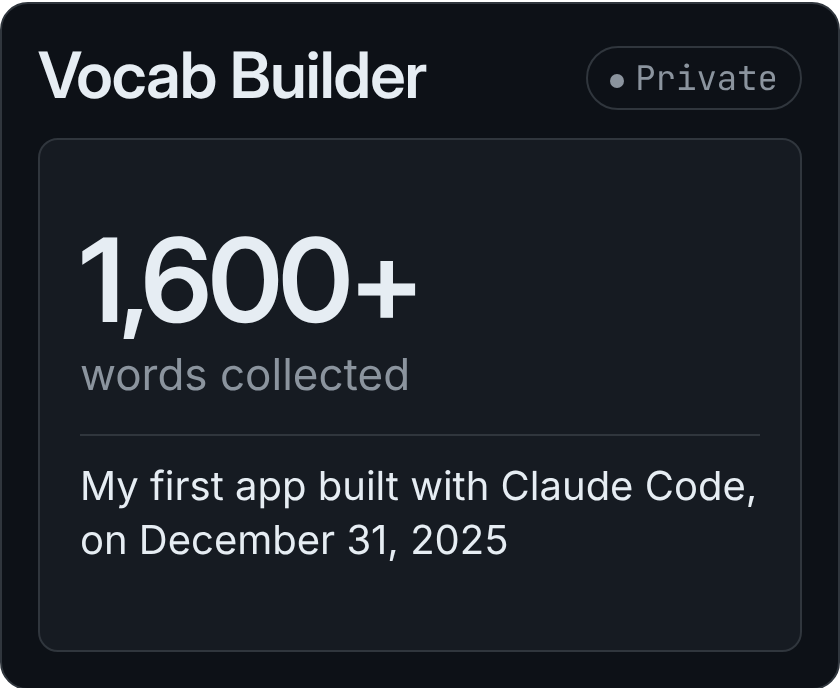 Vocab Builder
Private
1,600+
words collected
My first app built with Claude Code,
on December 31, 2025